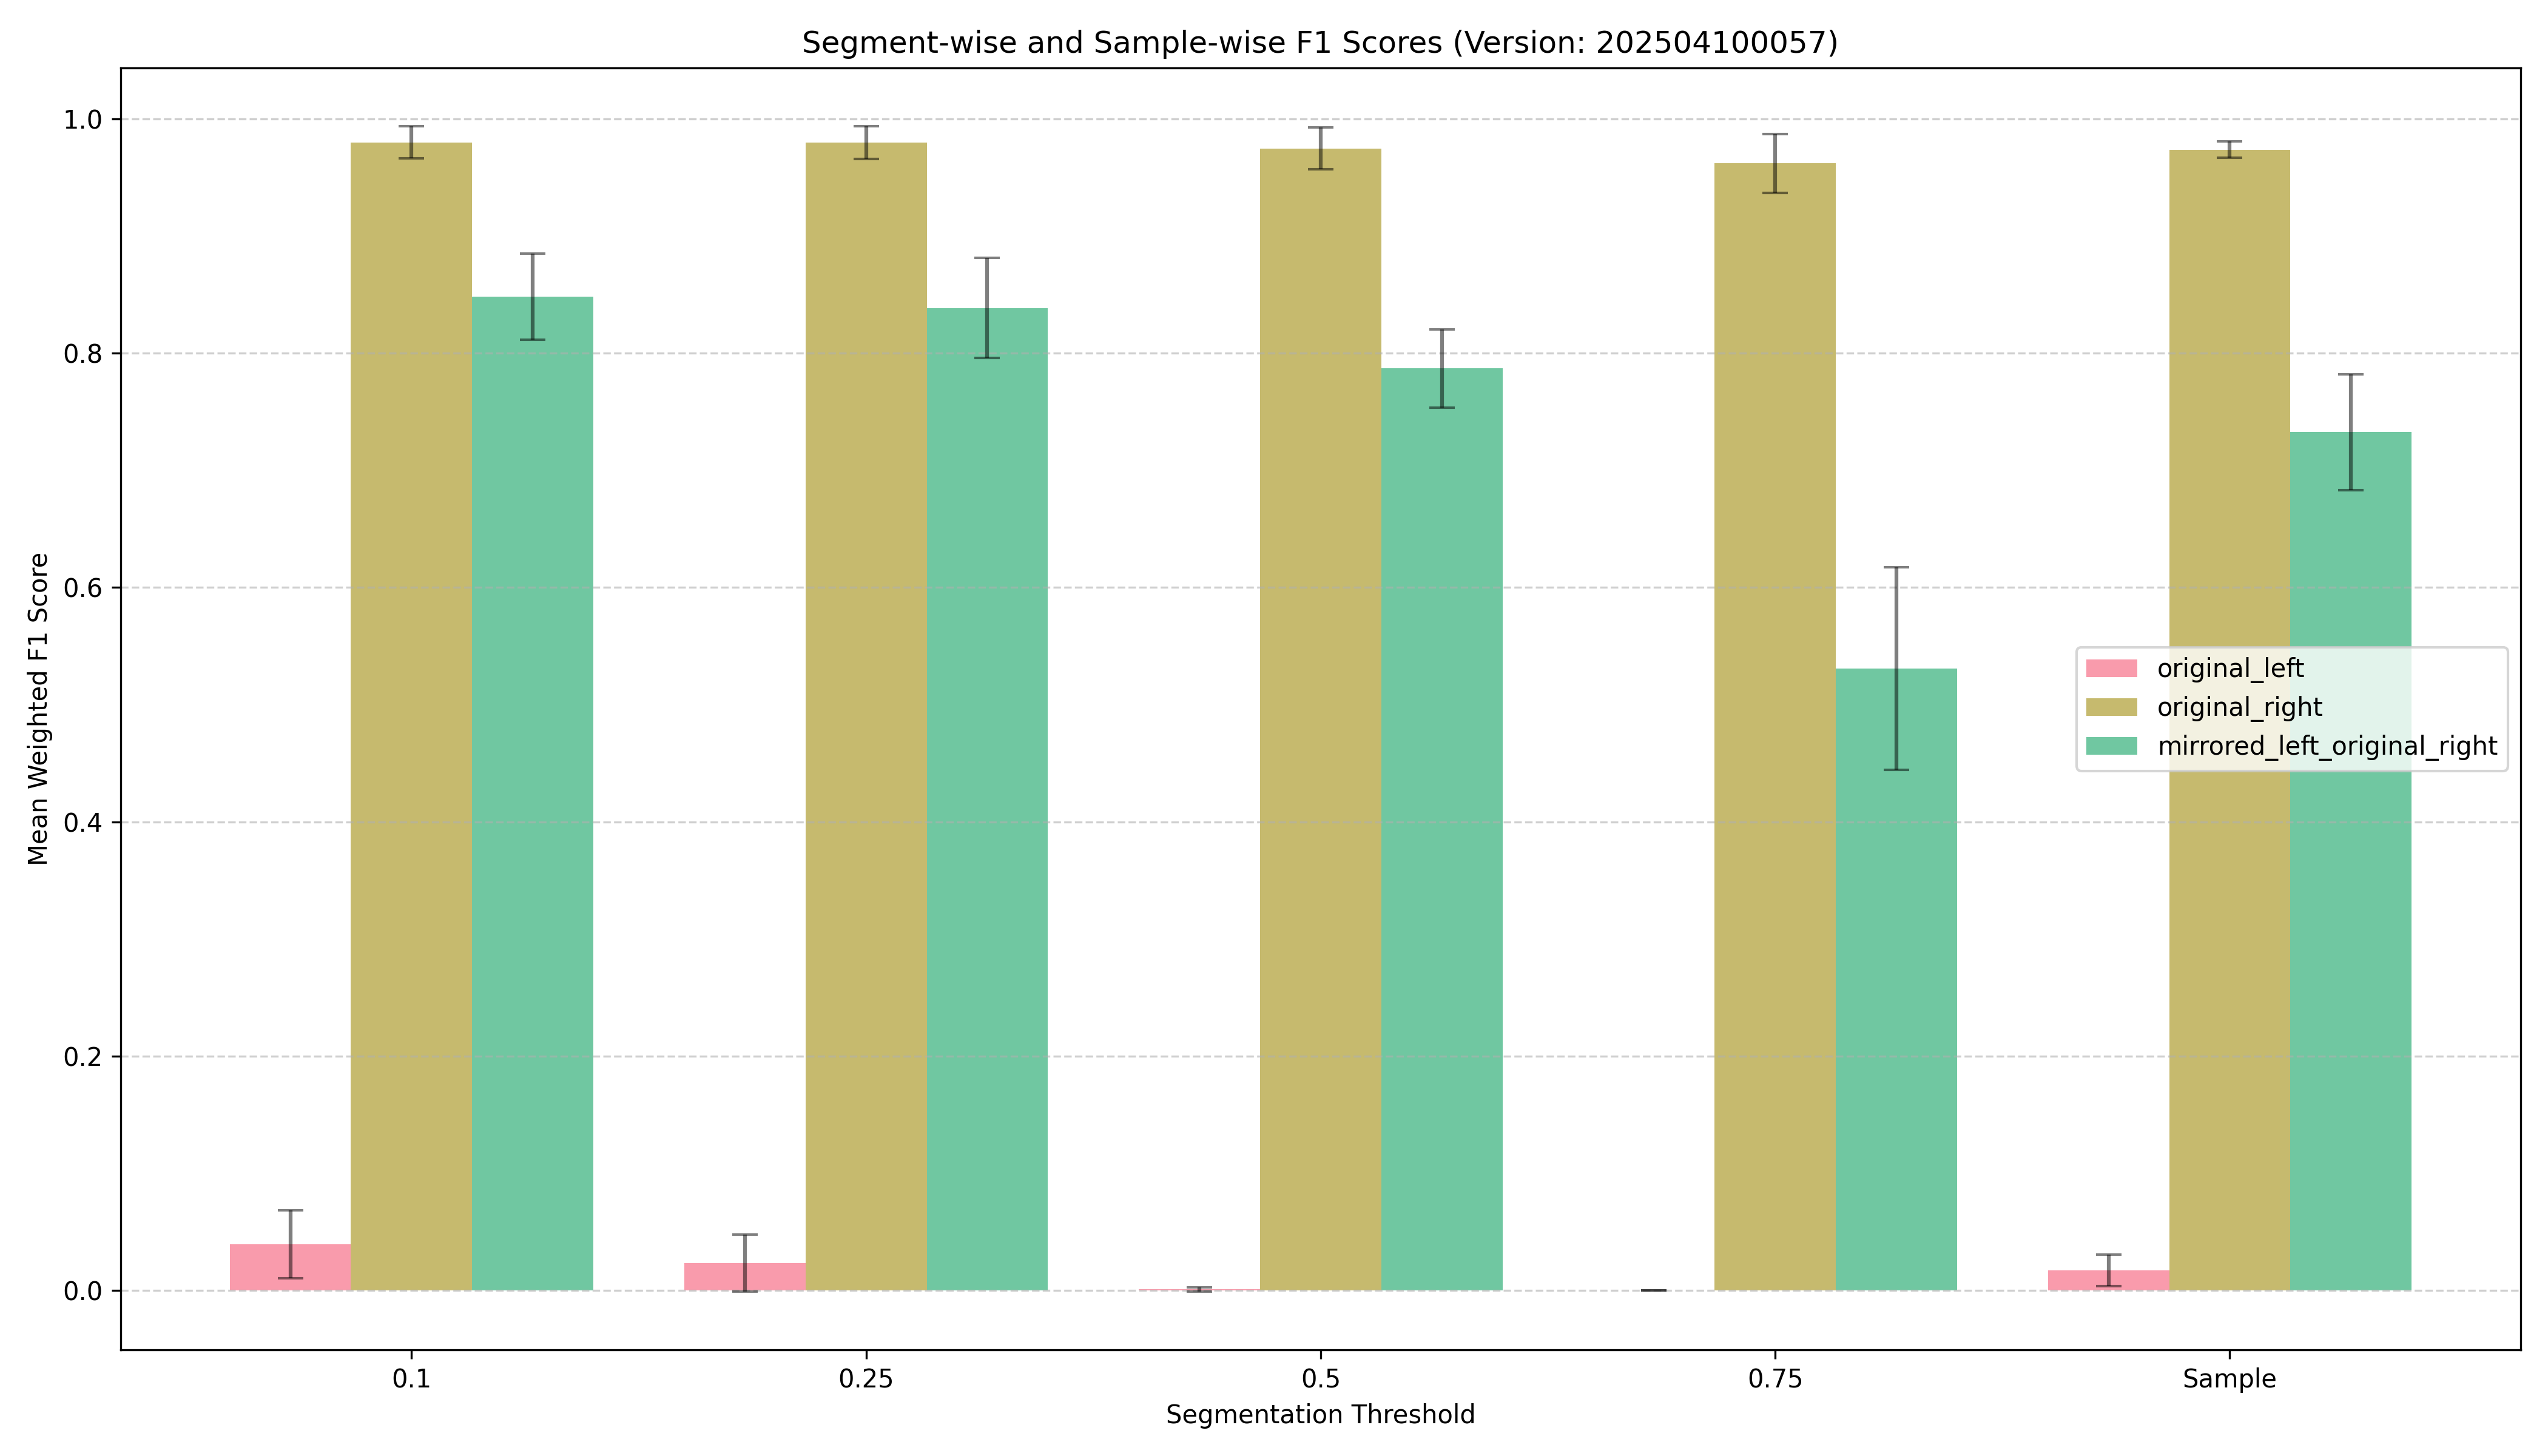 Segment-wise and Sample-wise F1 Scores (Version: 202504100057)
Mean Weighted F1 Score
1.0
0.8
0.6
0.4
0.2
0.0
original_left
original_right
mirrored_left_original_right
0.1
0.25
0.5
0.75
Sample
Segmentation Threshold